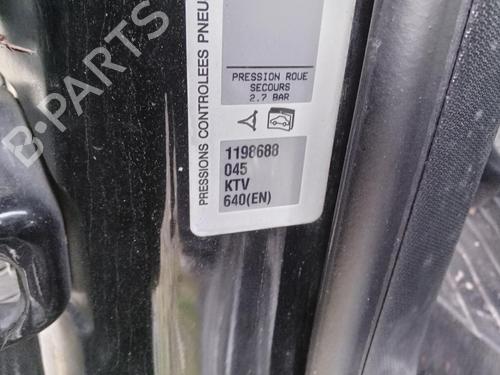 PRESSIONS CONTROLEES PNEU
PRESSION ROUE
SECOURS
2.7 BAR
1198688
045
KTV
640(EN)
B-PARTS